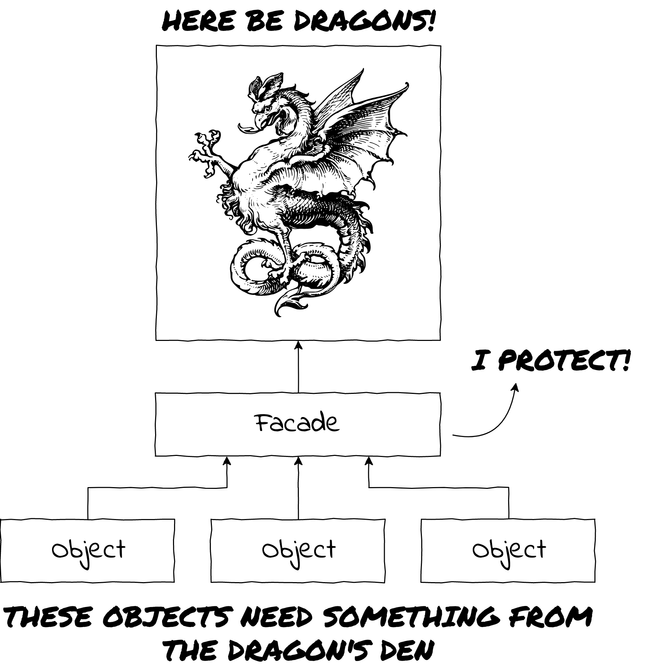 HERE BE DRAGONS!
I PROTECT!
Facade
Object
Object
Object
THESE OBJECTS NEED SOMETHING FROM
THE DRAGON'S DEN